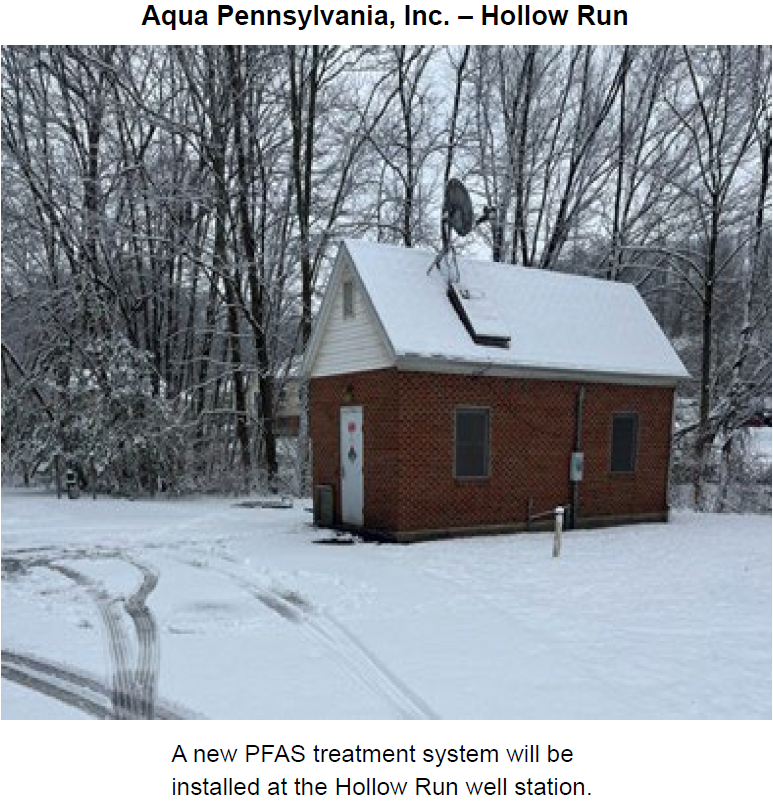 Aqua Pennsylvania, Inc. – Hollow Run
A new PFAS treatment system will be
installed at the Hollow Run well station.